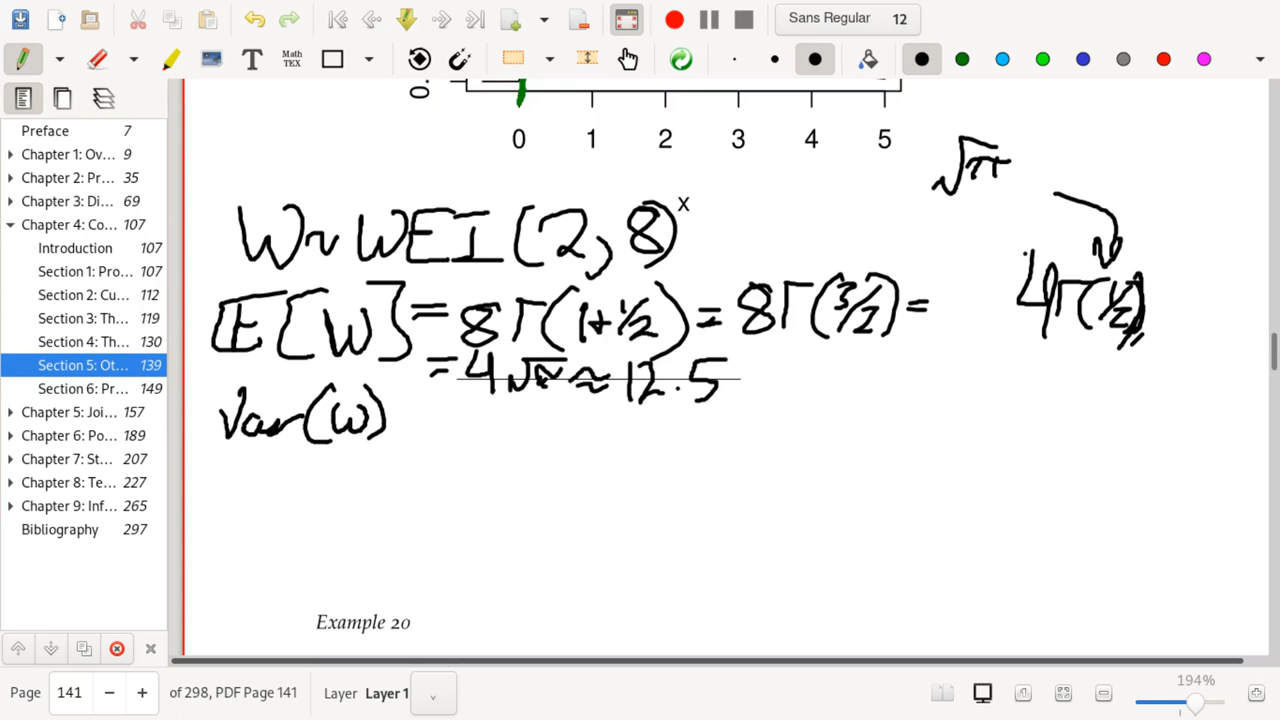 Sans Regular 12
T Math TEX
0.
0 1 2 3 4 5
Preface 7
Chapter 1: Ov... 9
Chapter 2: Pr... 35
Chapter 3: Di... 69
Chapter 4: Co... 107
Introduction 107
Section 1: Pro... 107
Section 2: Cu... 112
Section 3: Th... 119
Section 4: Th... 130
Section 5: Ot... 139
Section 6: Pr... 149
Chapter 5: Joi... 157
Chapter 6: Po... 189
Chapter 7: St... 207
Chapter 8: Te... 227
Chapter 9: Inf... 265
Bibliography 297
√π
W~WEI(2,8) x
E[W]=8Γ(1+1/2)=8Γ(3/2)= 4Γ(1/2)
=4√π≈12.5
Var(W)
Example 20
Page 141 of 298, PDF Page 141 Layer Layer 1 194%